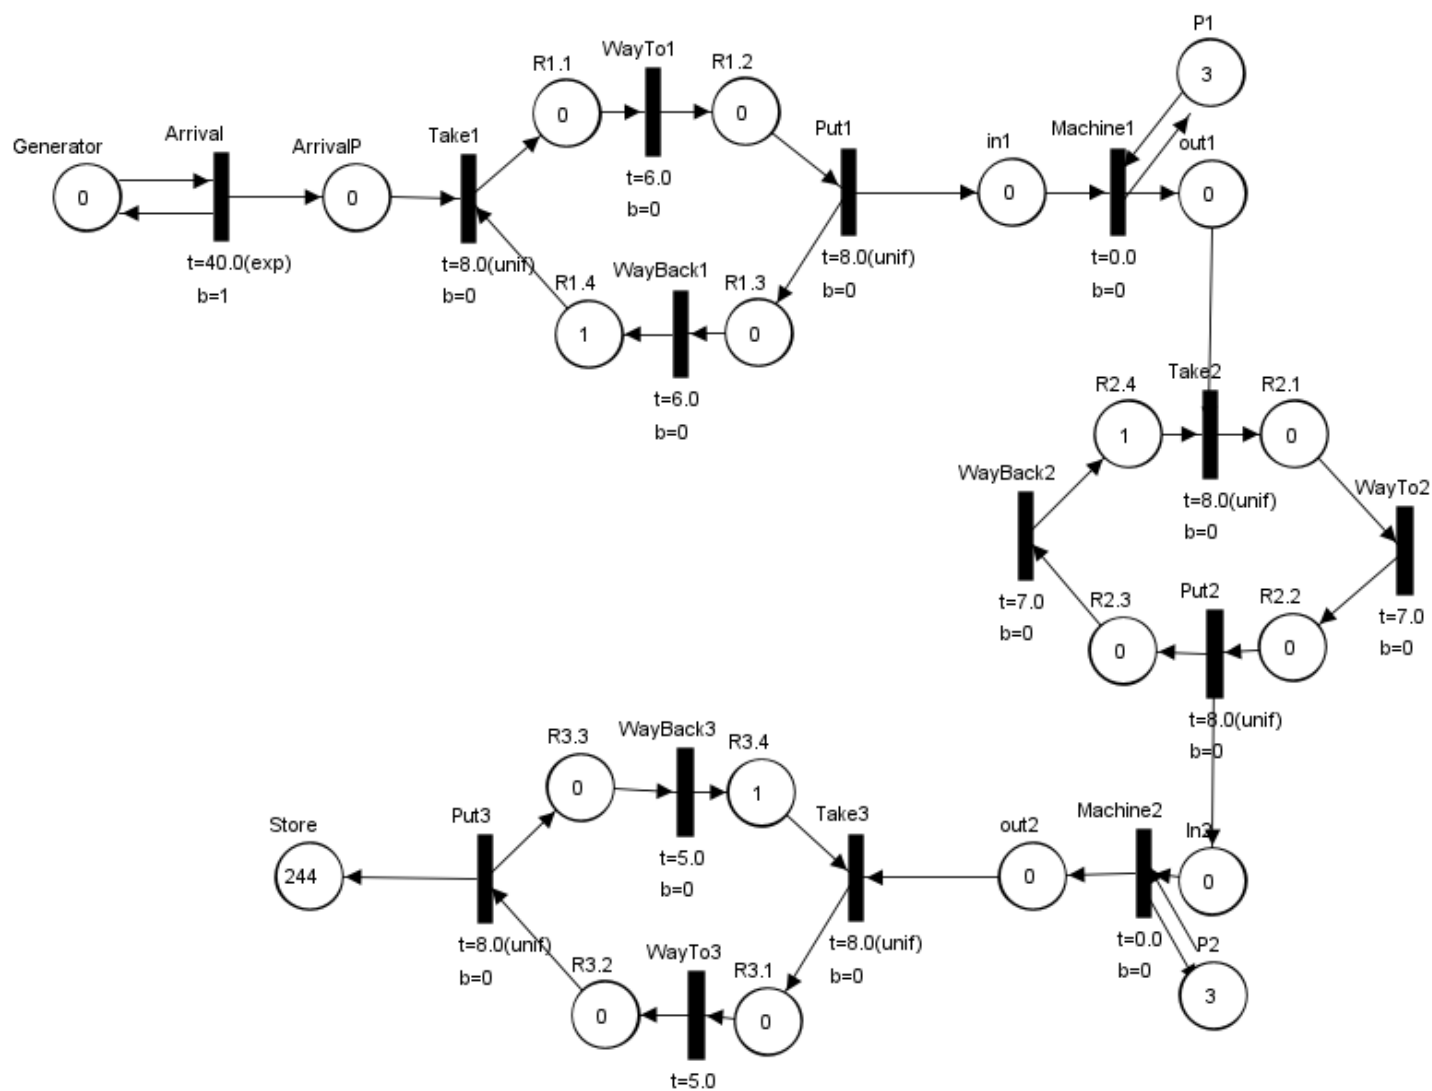 P1
3
WayTo1
R1.1
R1.2
0
0
Arrival
Take1
Put1
Machine1
out1
Generator
ArrivalP
in1
0
0
0
0
t=6.0
b=0
t=40.0(exp)
b=1
t=8.0(unif)
b=0
t=8.0(unif)
b=0
t=0.0
b=0
WayBack1
R1.4
R1.3
1
0
t=6.0
b=0
Take2
R2.4
R2.1
1
0
WayBack2
WayTo2
t=8.0(unif)
b=0
t=7.0
b=0
R2.3
Put2
R2.2
t=7.0
b=0
0
0
t=8.0(unif)
b=0
WayBack3
R3.3
R3.4
0
1
Store
Put3
Take3
out2
Machine2
In2
244
0
0
t=5.0
b=0
t=8.0(unif)
b=0
t=8.0(unif)
b=0
t=0.0
b=0
P2
3
WayTo3
R3.2
R3.1
0
0
t=5.0